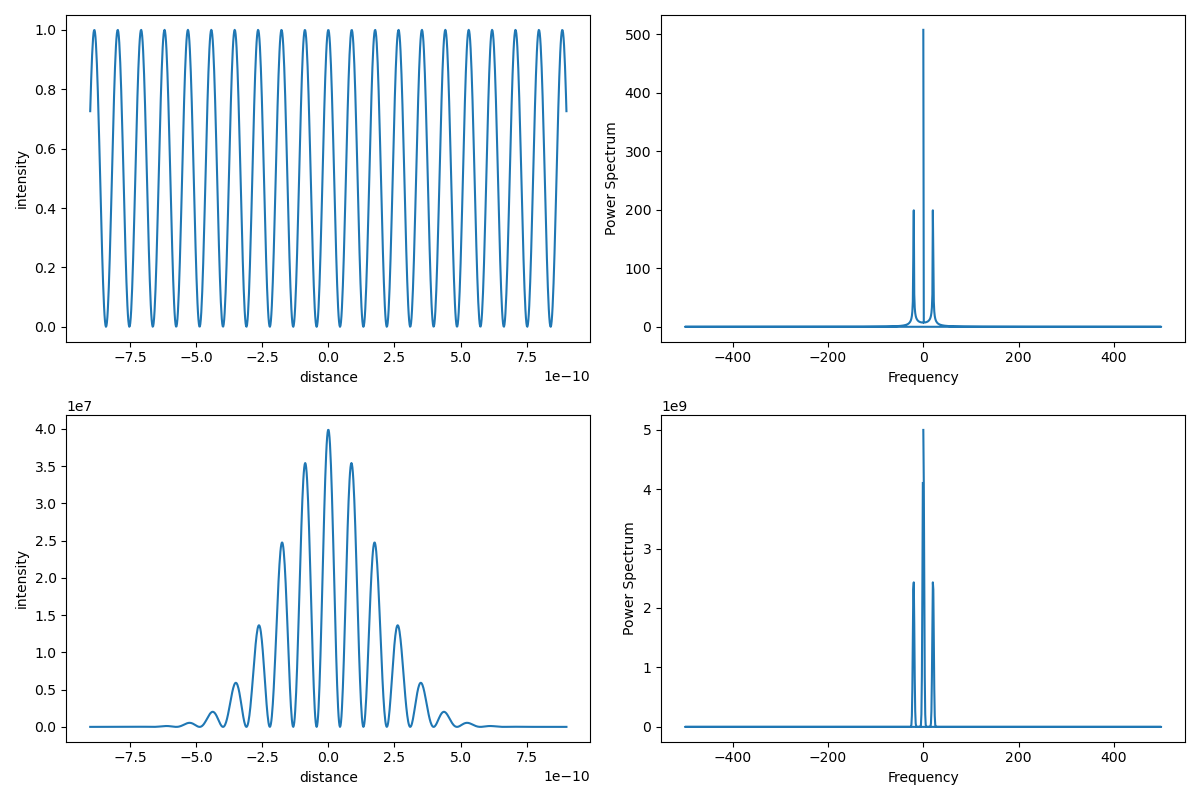 intensity
1.0
0.8
0.6
0.4
0.2
0.0
−7.5 −5.0 −2.5 0.0 2.5 5.0 7.5
distance
1e−10
Power Spectrum
500
400
300
200
100
0
−400 −200 0 200 400
Frequency
1e7
intensity
4.0
3.5
3.0
2.5
2.0
1.5
1.0
0.5
0.0
−7.5 −5.0 −2.5 0.0 2.5 5.0 7.5
distance
1e−10
1e9
Power Spectrum
5
4
3
2
1
0
−400 −200 0 200 400
Frequency